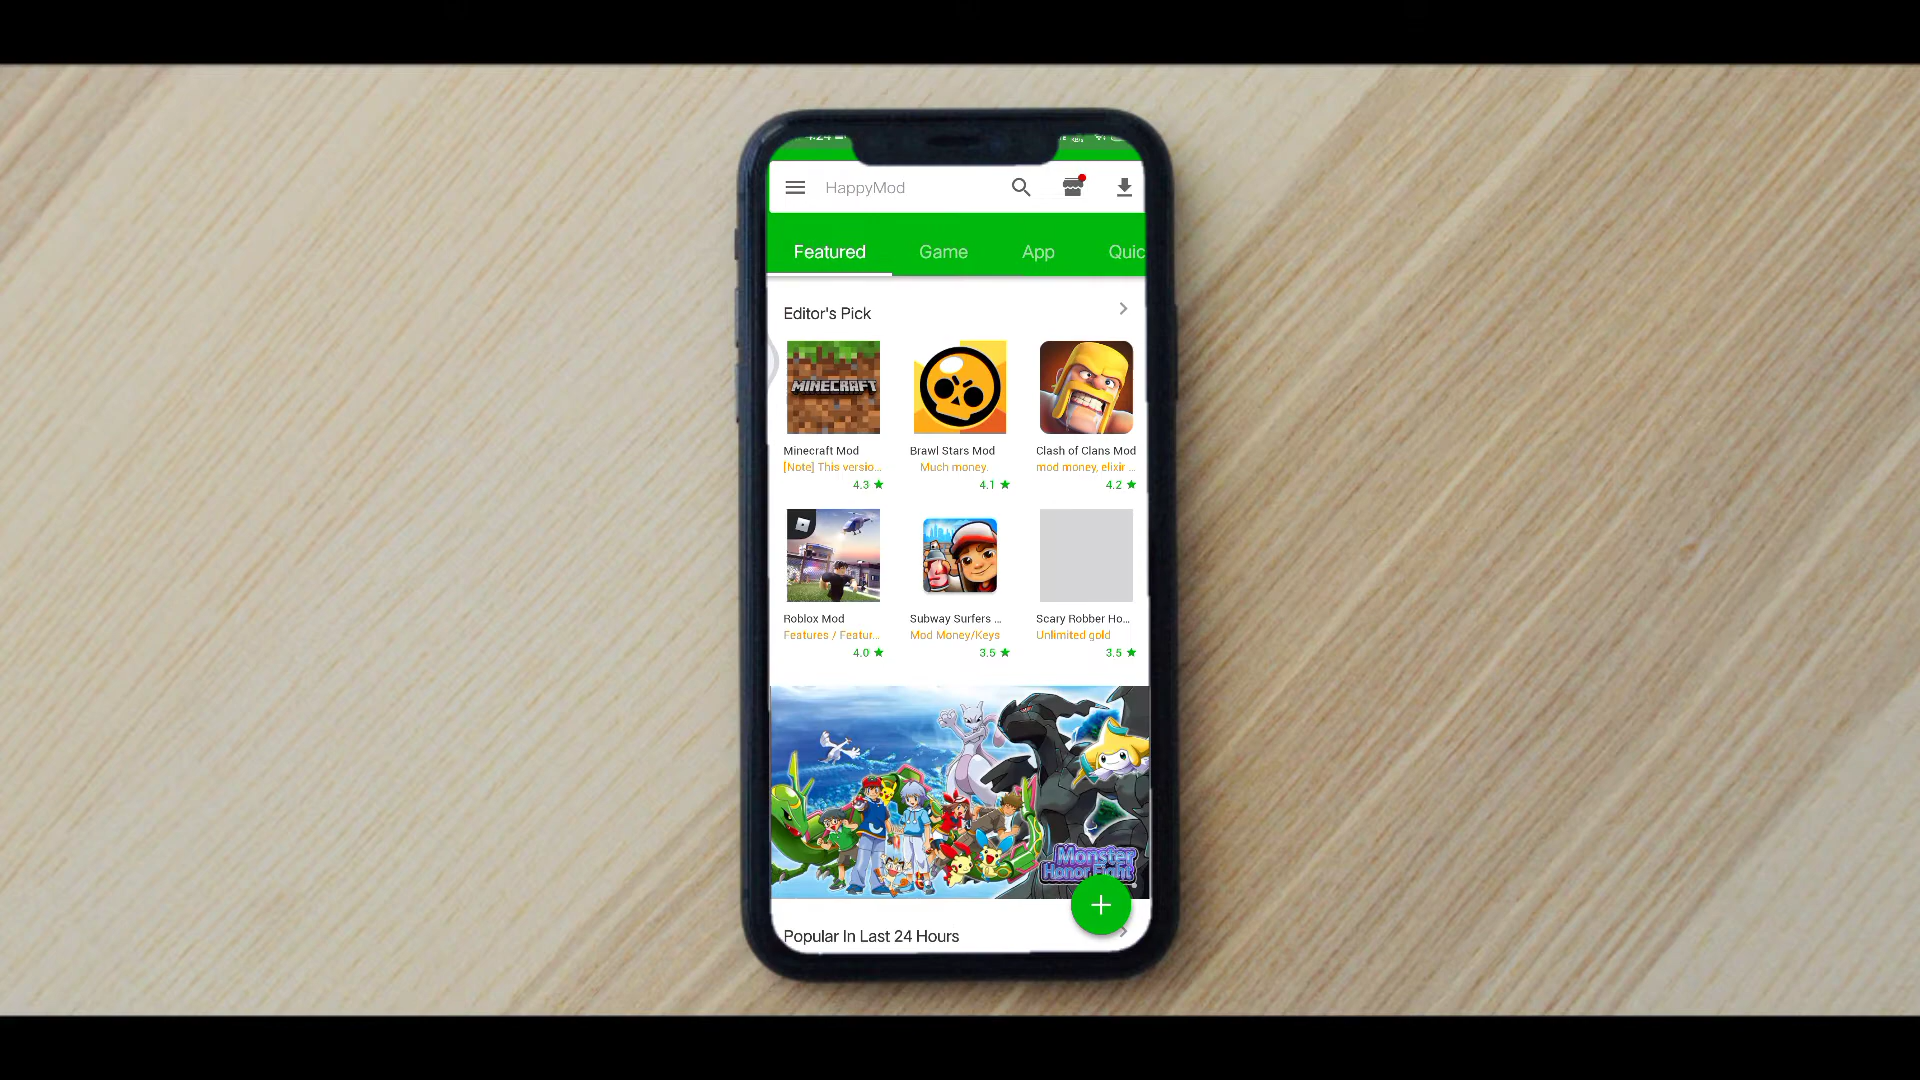 HappyMod
Featured Game App Quic
Editor's Pick
MINECRAFT
Minecraft Mod Brawl Stars Mod Clash of Clans Mod
[Note] This versio... Much money. mod money, elixir ...
4.3 ★ 4.1 ★ 4.2 ★
Roblox Mod Subway Surfers ... Scary Robber Ho...
Features / Featur... Mod Money/Keys Unlimited gold
4.0 ★ 3.5 ★ 3.5 ★
Monster
Honor Fight
Popular In Last 24 Hours